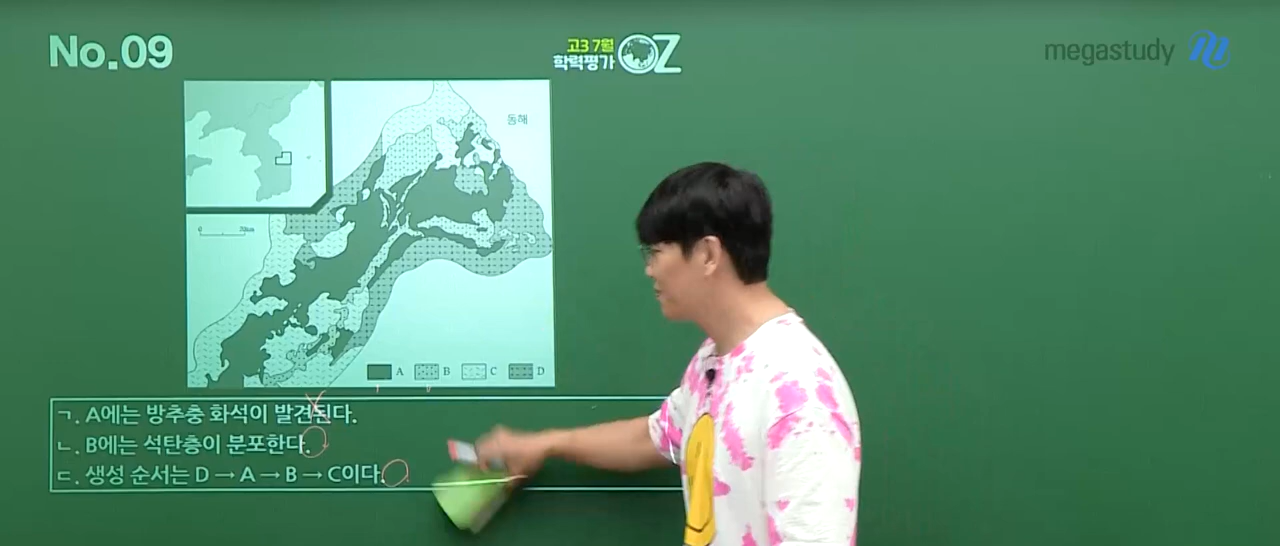 No.09
고3 7월
학력평가 OZ
megastudy
동해
0
A B C D
ㄱ. A에는 방추충 화석이 발견된다.
ㄴ. B에는 석탄층이 분포한다.
ㄷ. 생성 순서는 D → A → B → C이다.